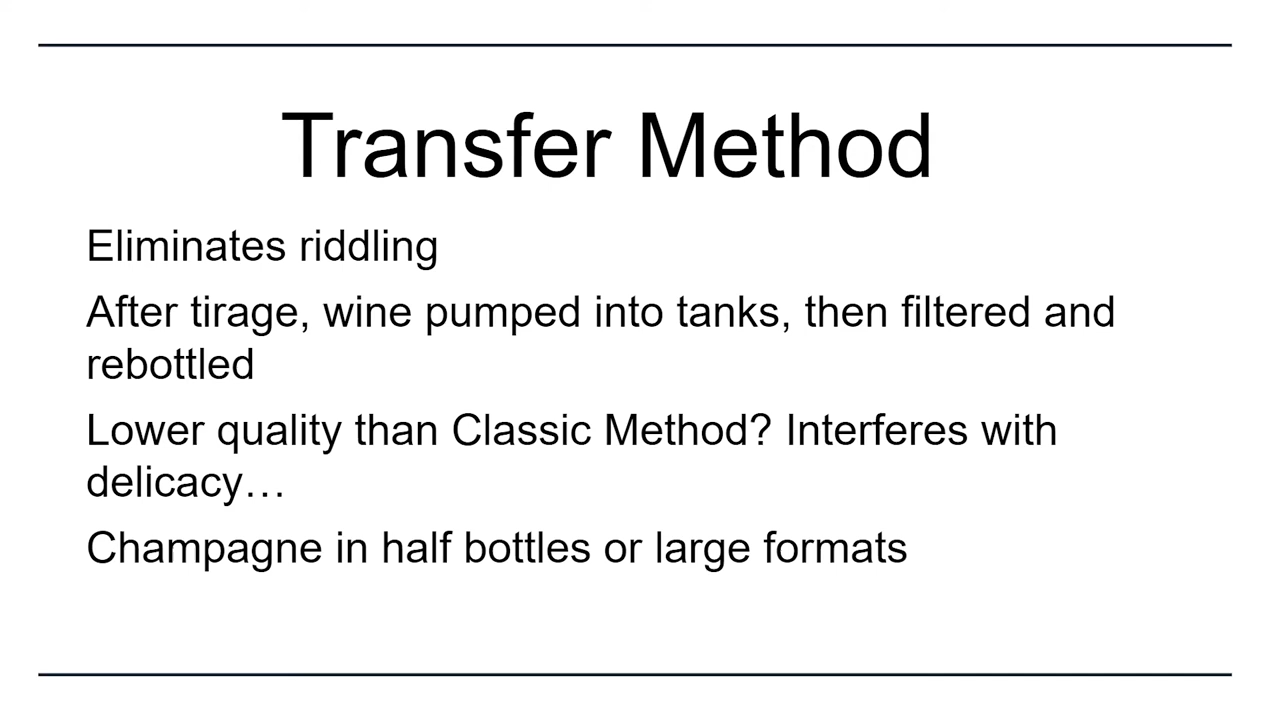 Transfer Method
Eliminates riddling
After tirage, wine pumped into tanks, then filtered and
rebottled
Lower quality than Classic Method? Interferes with
delicacy…
Champagne in half bottles or large formats